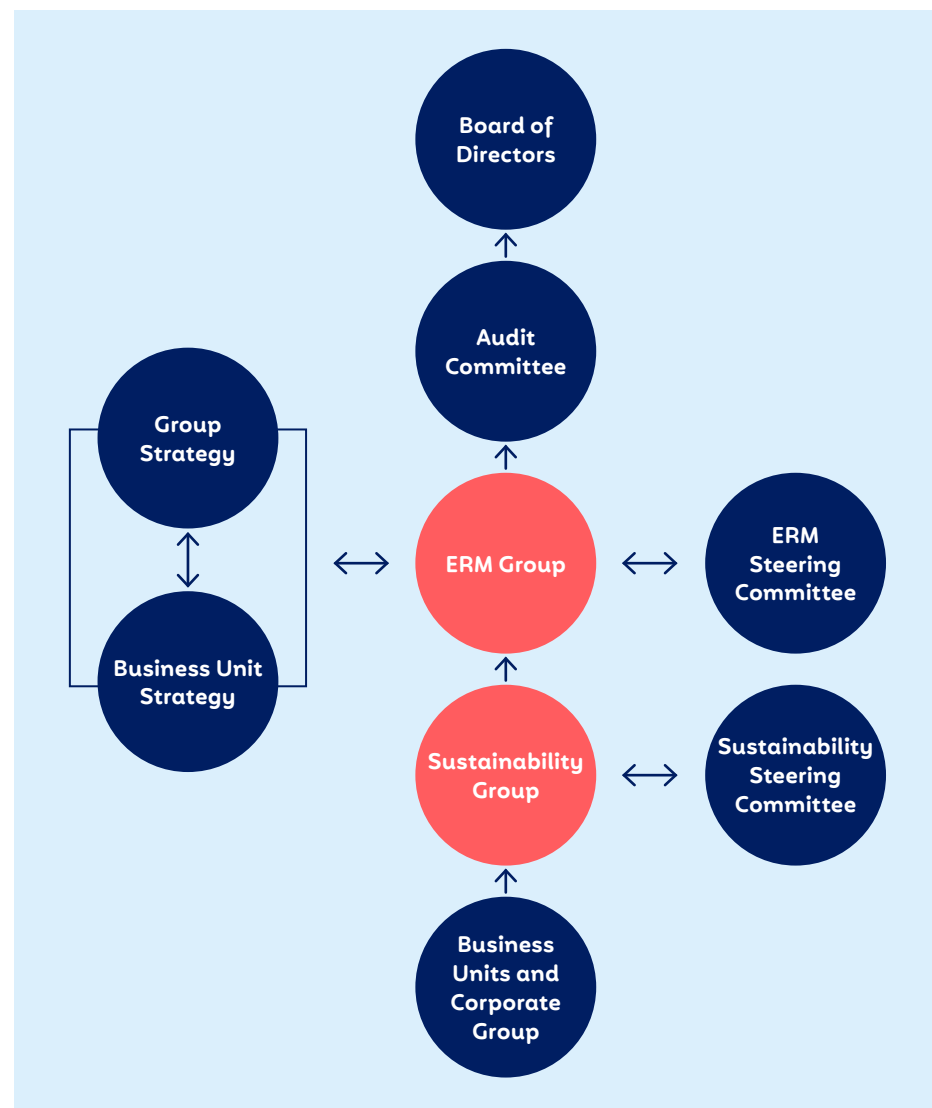 Board of
Directors
Audit
Committee
Group
Strategy
ERM Group
ERM
Steering
Committee
Business Unit
Strategy
Sustainability
Group
Sustainability
Steering
Committee
Business
Units and
Corporate
Group